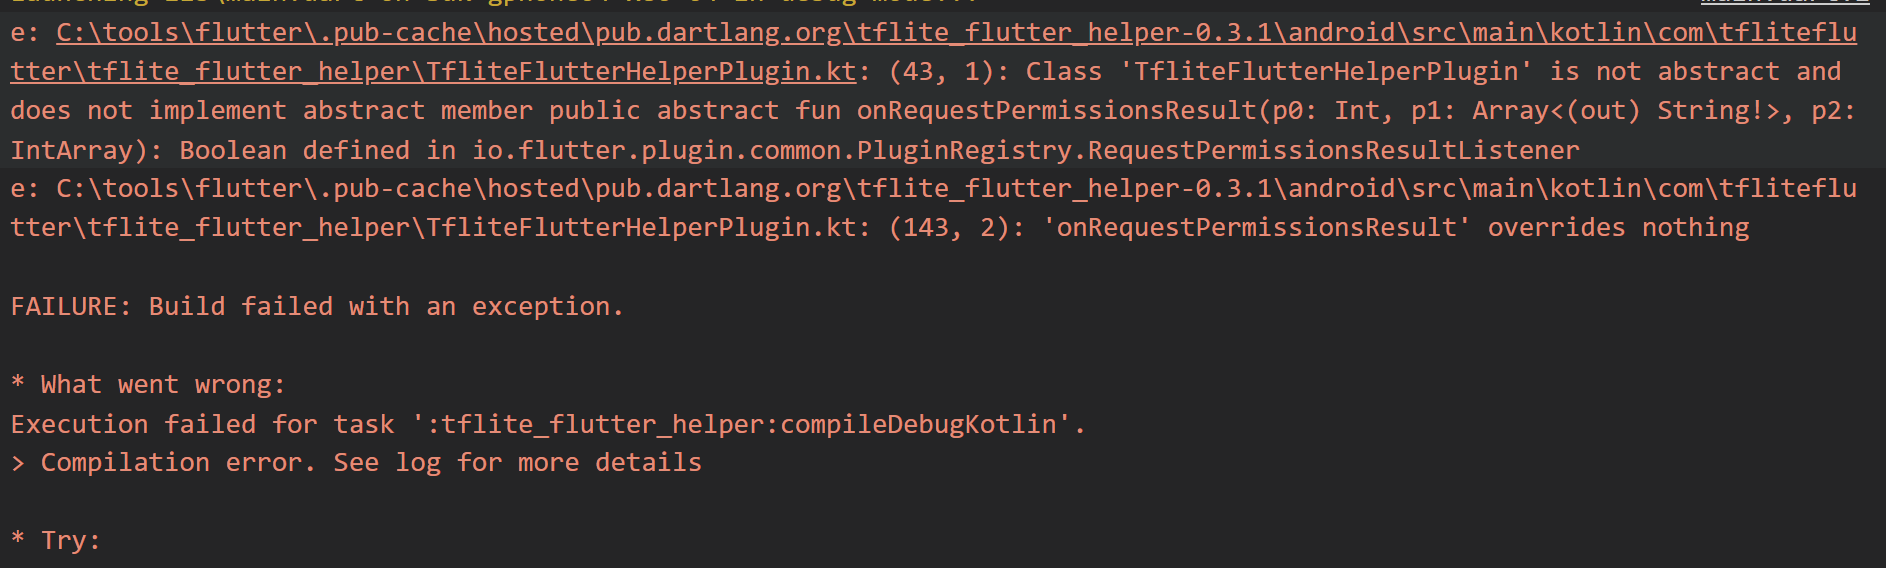 e: C:\tools\flutter\.pub-cache\hosted\pub.dartlang.org\tflite_flutter_helper-0.3.1\android\src\main\kotlin\com\tfliteflu
tter\tflite_flutter_helper\TfliteFlutterHelperPlugin.kt: (43, 1): Class 'TfliteFlutterHelperPlugin' is not abstract and
does not implement abstract member public abstract fun onRequestPermissionsResult(p0: Int, p1: Array<(out) String!>, p2:
IntArray): Boolean defined in io.flutter.plugin.common.PluginRegistry.RequestPermissionsResultListener
e: C:\tools\flutter\.pub-cache\hosted\pub.dartlang.org\tflite_flutter_helper-0.3.1\android\src\main\kotlin\com\tfliteflu
tter\tflite_flutter_helper\TfliteFlutterHelperPlugin.kt: (143, 2): 'onRequestPermissionsResult' overrides nothing
FAILURE: Build failed with an exception.
* What went wrong:
Execution failed for task ':tflite_flutter_helper:compileDebugKotlin'.
> Compilation error. See log for more details
* Try: